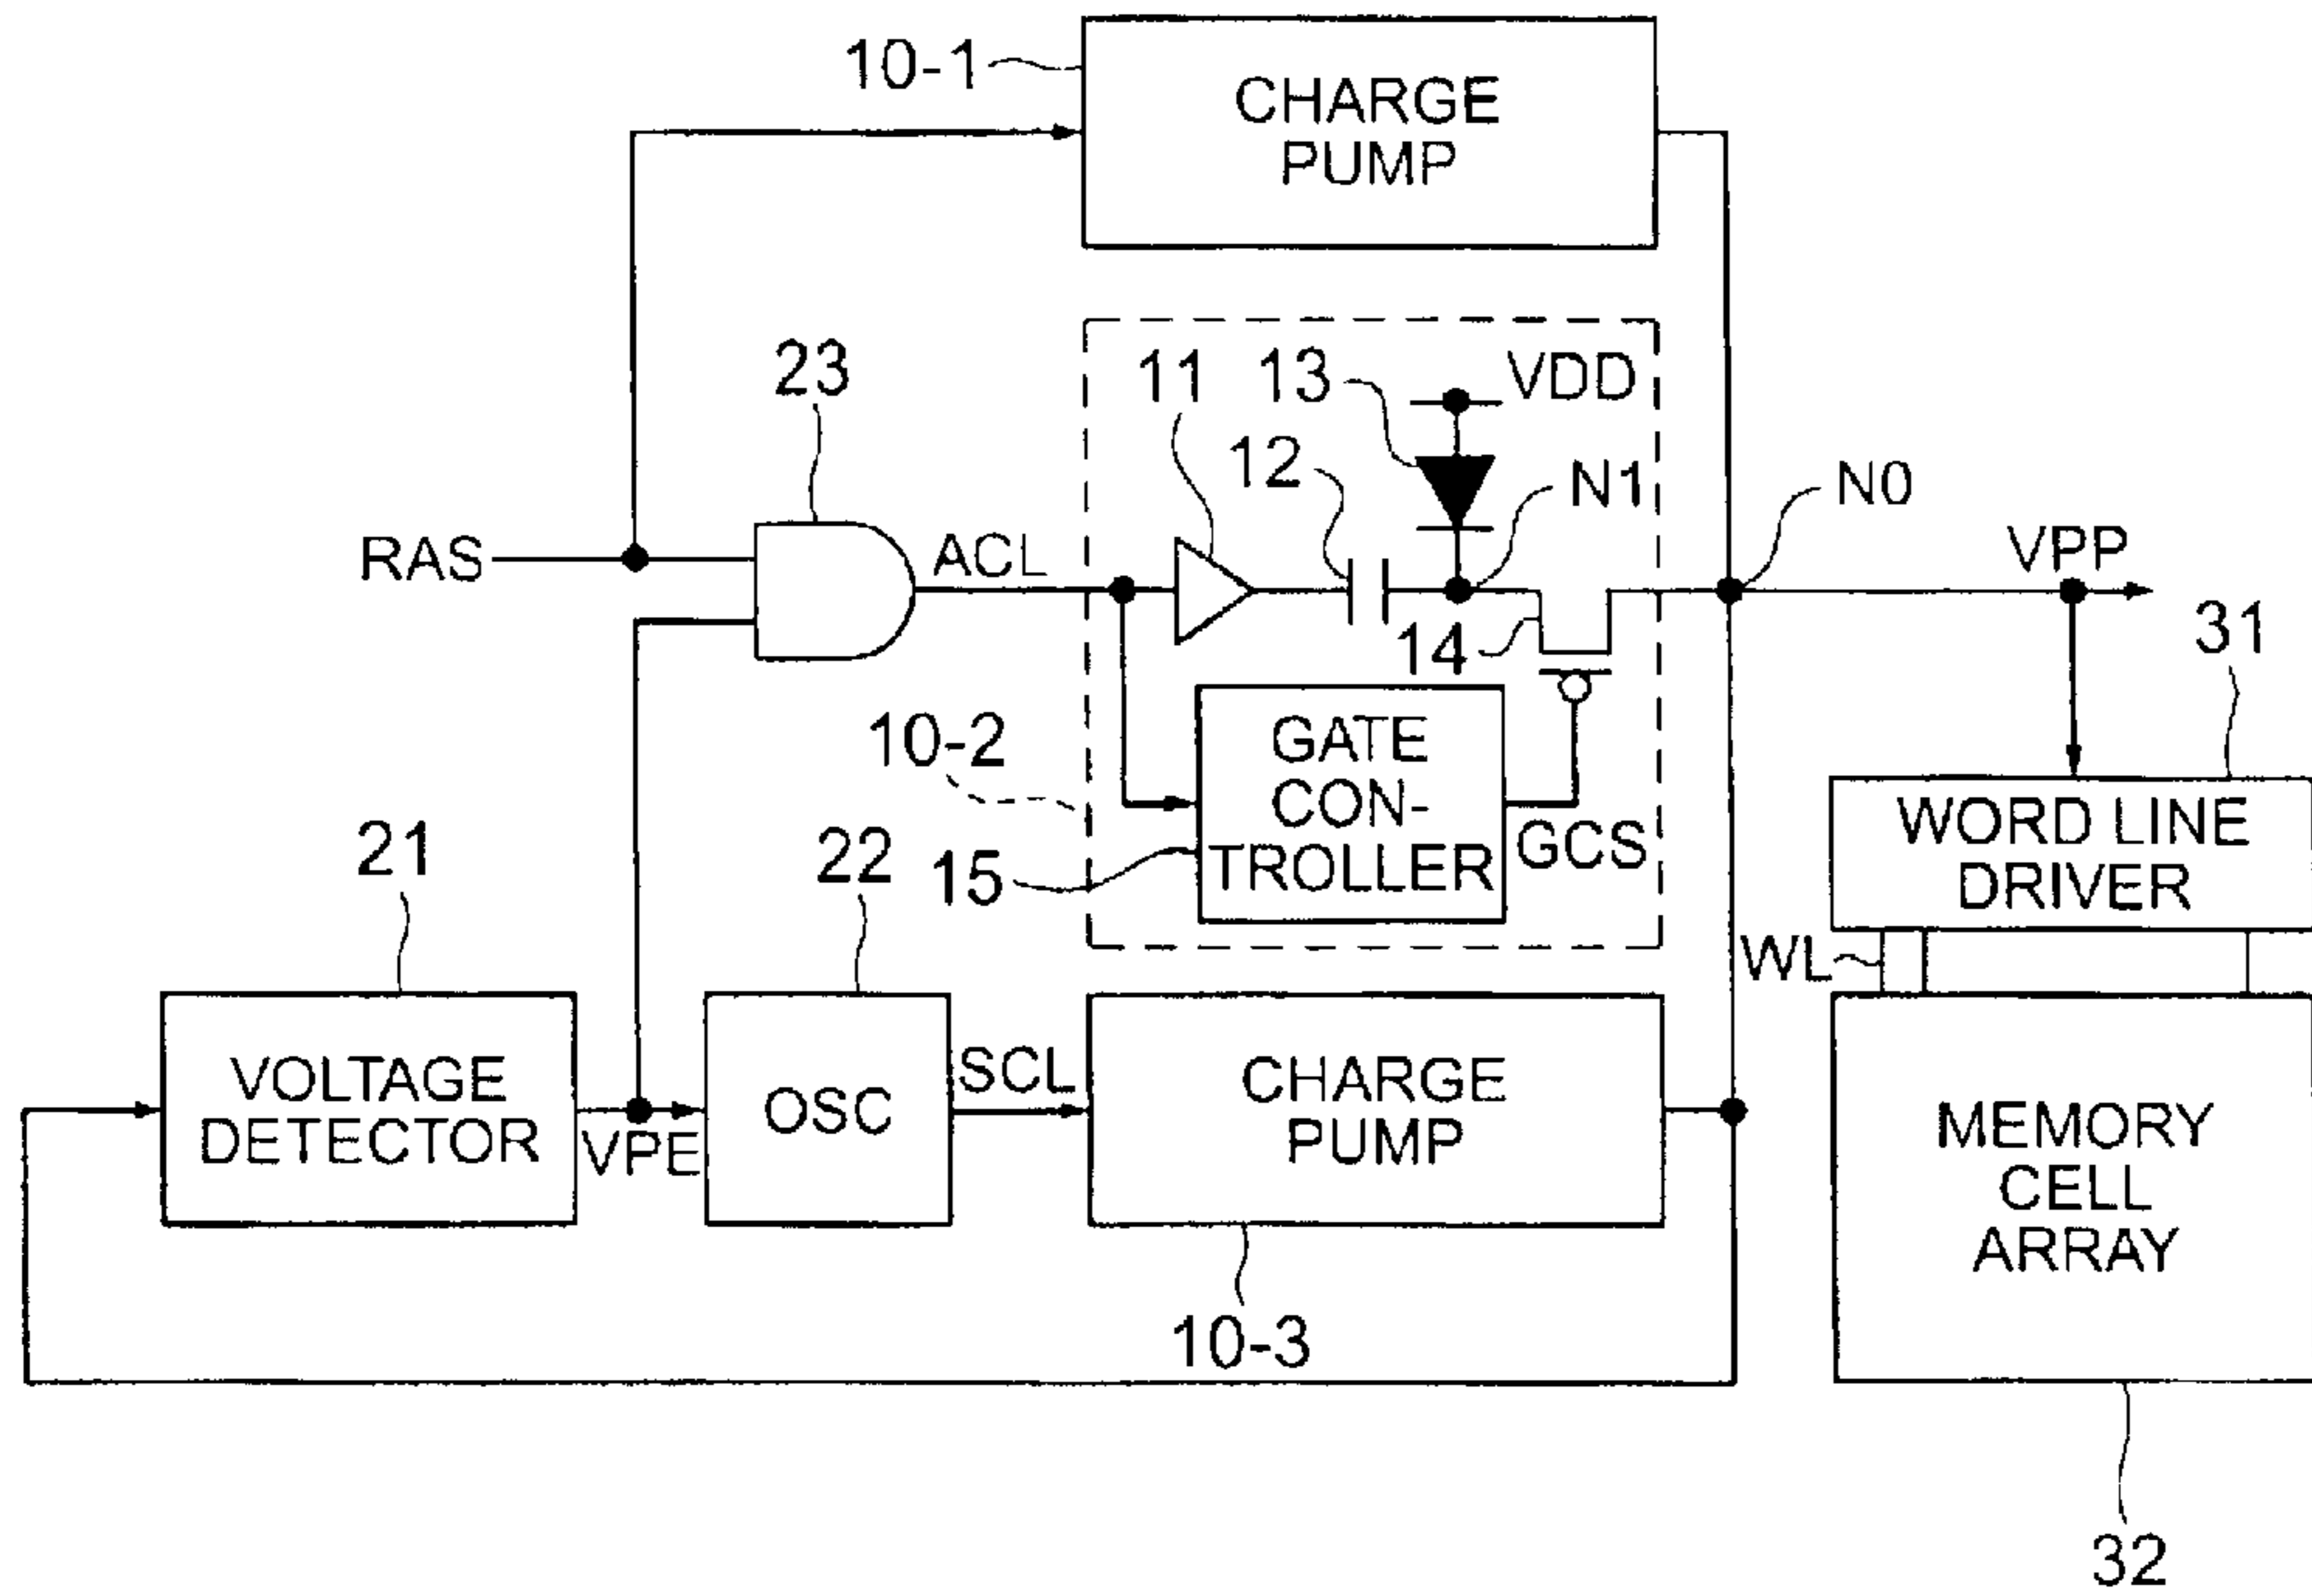 10-1
CHARGE
PUMP
23
11
13
VDD
12
N1
N0
RAS
ACL
VPP
14
31
10-2
GATE
CON-
TROLLER
GCS
15
WORD LINE
DRIVER
21
22
WL
VOLTAGE
DETECTOR
VPE
OSC
SCL
CHARGE
PUMP
MEMORY
CELL
ARRAY
10-3
32